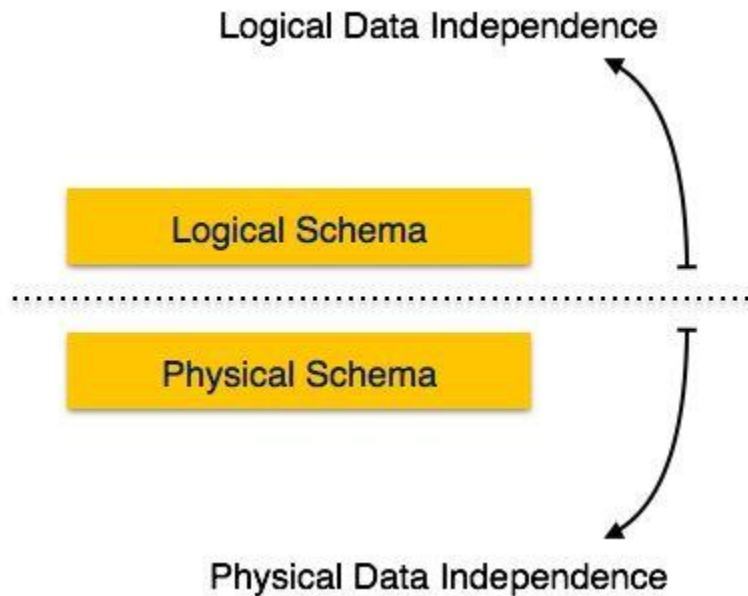 Logical Data Independence
Logical Schema
Physical Schema
Physical Data Independence